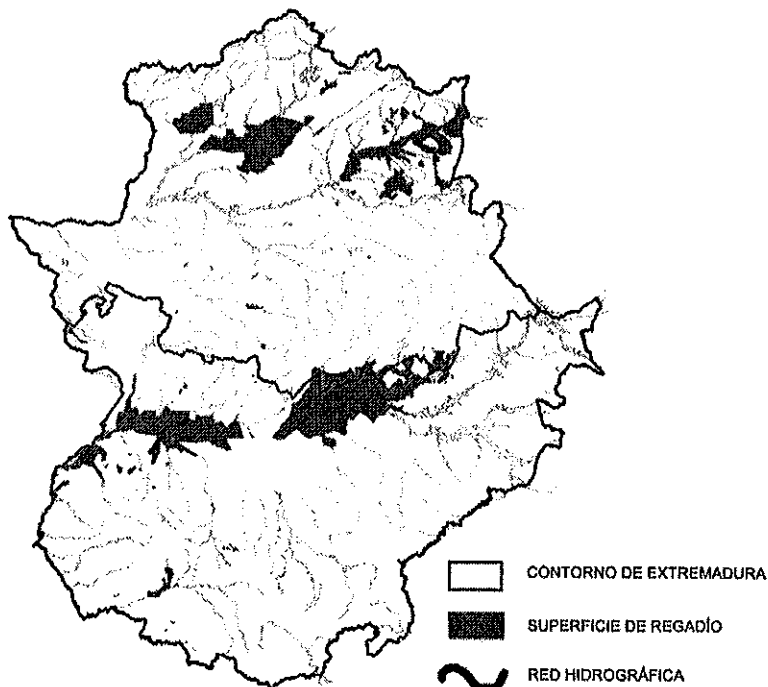 CONTORNO DE EXTREMADURA
SUPERFICIE DE REGADÍO
RED HIDROGRÁFICA